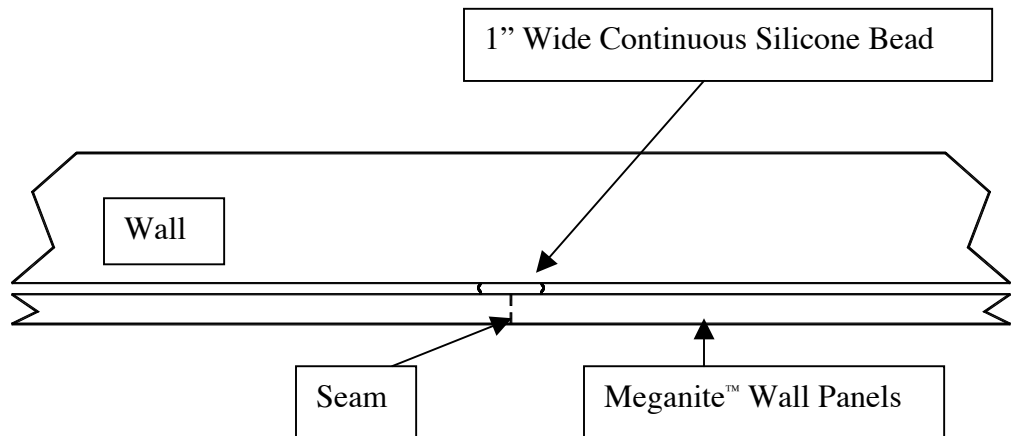 1” Wide Continuous Silicone Bead
Wall
Seam
Meganite™ Wall Panels